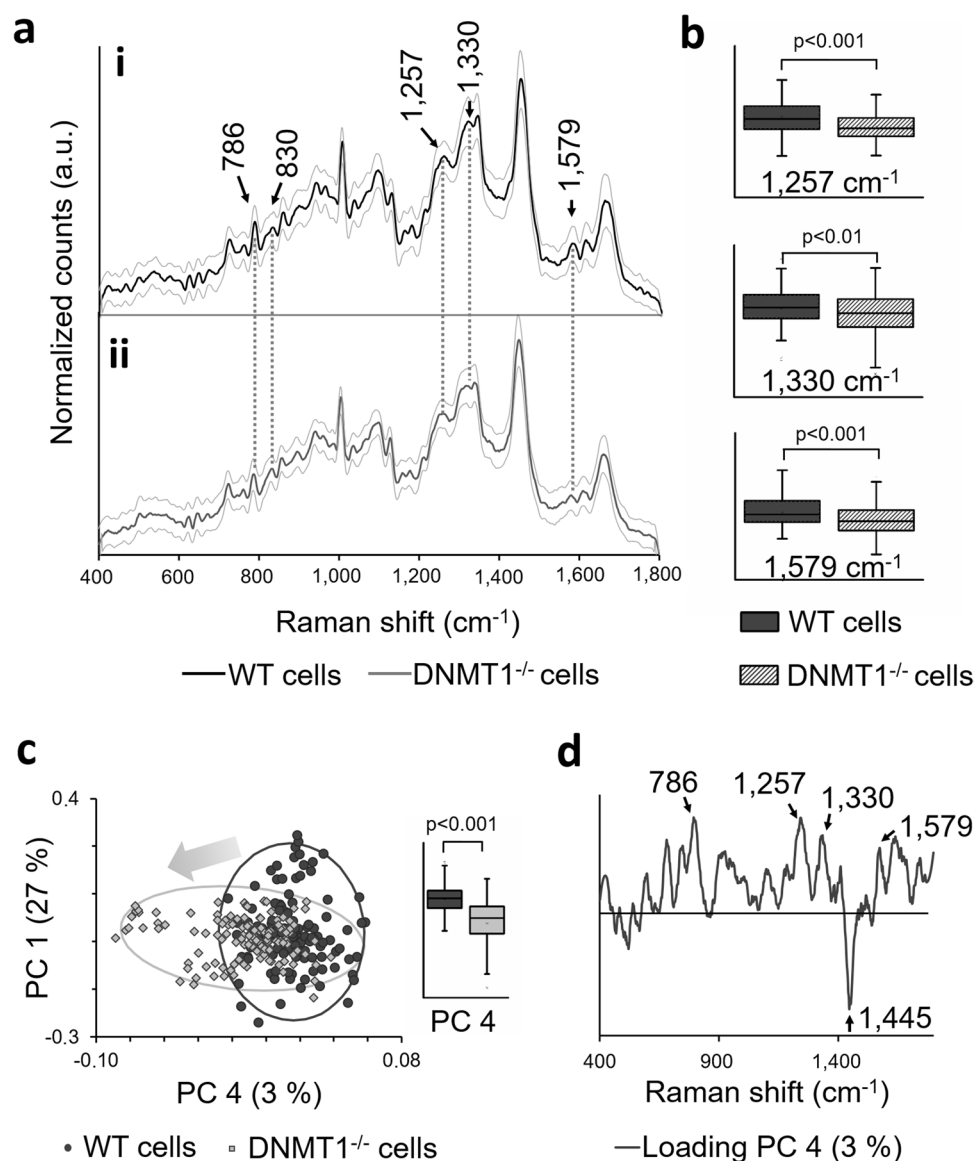 a
i
786
830
1,257
1,330
1,579
ii
Normalized counts (a.u.)
400
600
800
1,000
1,200
1,400
1,600
1,800
Raman shift (cm-1)
WT cells
DNMT1-/- cells
b
p<0.001
1,257 cm-1
p<0.01
1,330 cm-1
p<0.001
1,579 cm-1
WT cells
DNMT1-/- cells
c
0.4
PC 1 (27 %)
-0.3
-0.10
0.08
PC 4 (3 %)
p<0.001
PC 4
WT cells
DNMT1-/- cells
d
786
1,257
1,330
1,579
1,445
400
900
1,400
Raman shift (cm-1)
Loading PC 4 (3 %)